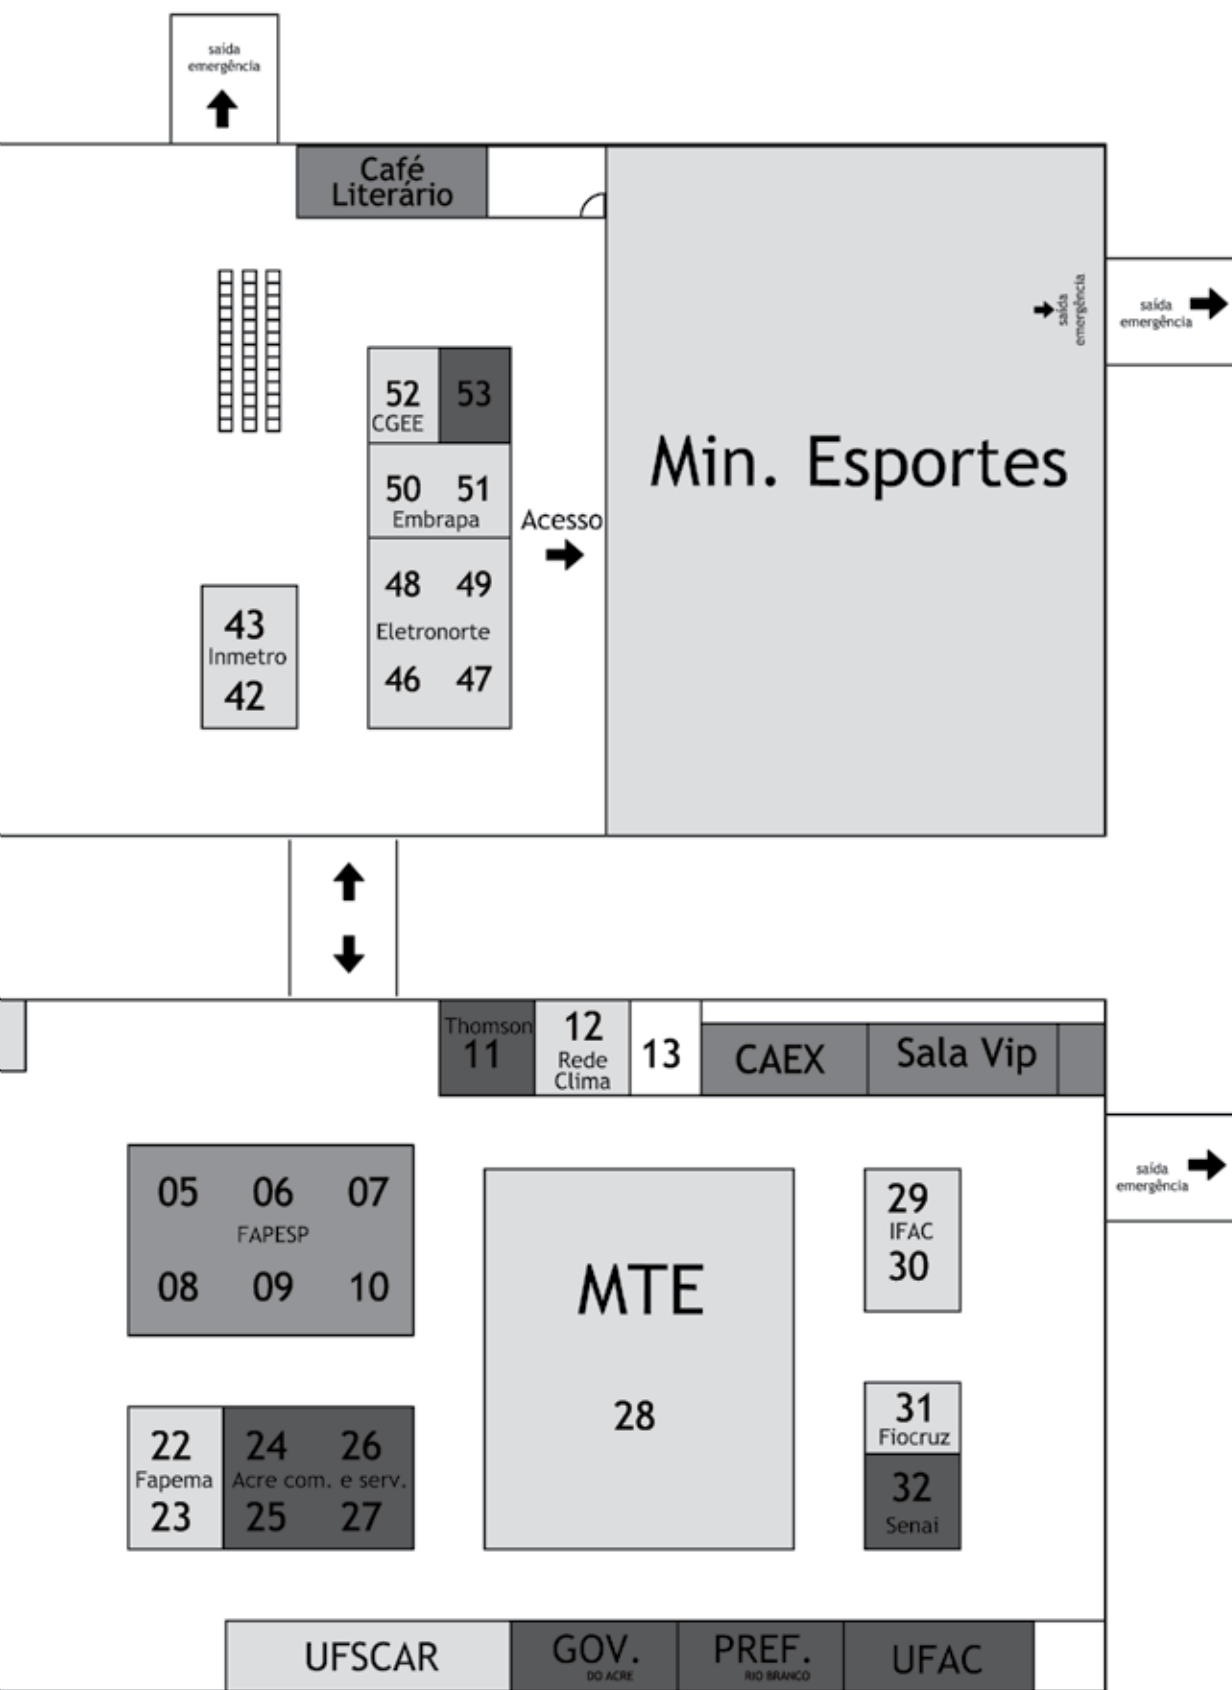 saída
emergência
Café
Literário
saída
emergência
saída
emergência
52
CGEE
53
50 51
Embrapa
Min. Esportes
Acesso
48 49
Eletronorte
46 47
43
Inmetro
42
Thomson
11
12
Rede
Clima
13
CAEX
Sala Vip
saída
emergência
05 06 07
FAPESP
08 09 10
MTE
28
29
IFAC
30
31
Fiocruz
32
Senai
22
Fapema
23
24 26
Acre com. e serv.
25 27
UFSCAR
GOV.
DO ACRE
PREF.
RIO BRANCO
UFAC